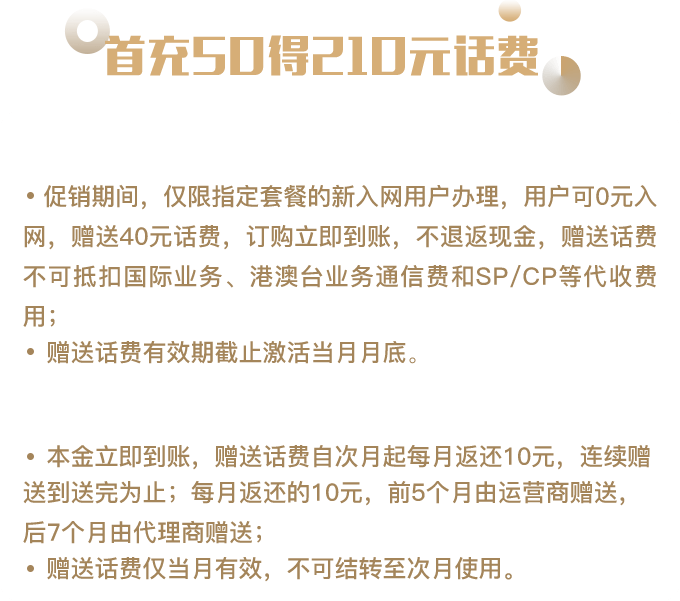 首充50得210元话费
• 促销期间，仅限指定套餐的新入网用户办理，用户可0元入
网，赠送40元话费，订购立即到账，不退返现金，赠送话费
不可抵扣国际业务、港澳台业务通信费和SP/CP等代收费
用；
• 赠送话费有效期截止激活当月月底。
• 本金立即到账，赠送话费自次月起每月返还10元，连续赠
送到送完为止；每月返还的10元，前5个月由运营商赠送，
后7个月由代理商赠送；
• 赠送话费仅当月有效，不可结转至次月使用。